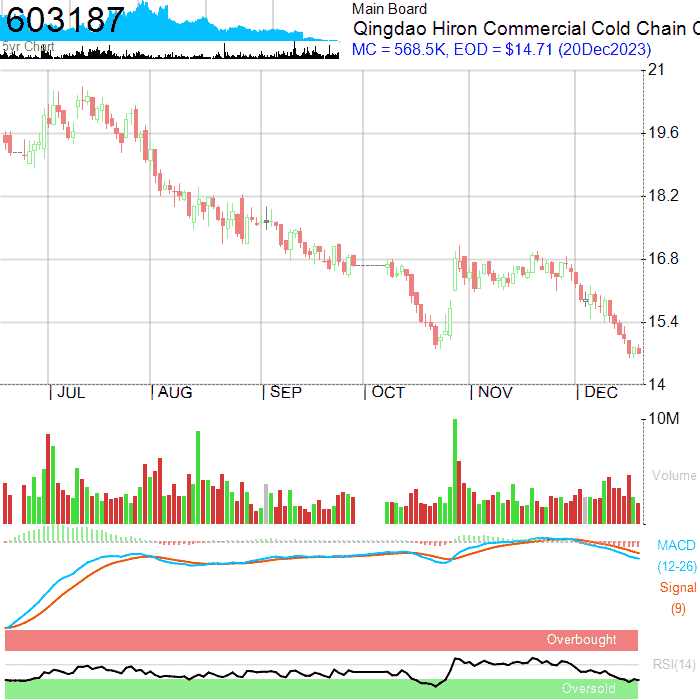 603187
5yr Chart
Main Board
Qingdao Hiron Commercial Cold Chain C
MC = 568.5K, EOD = $14.71 (20Dec2023)
21
19.6
18.2
16.8
15.4
14
JUL AUG SEP OCT NOV DEC
10M
Volume
MACD
(12-26)
Signal
(9)
Overbought
RSI(14)
Oversold